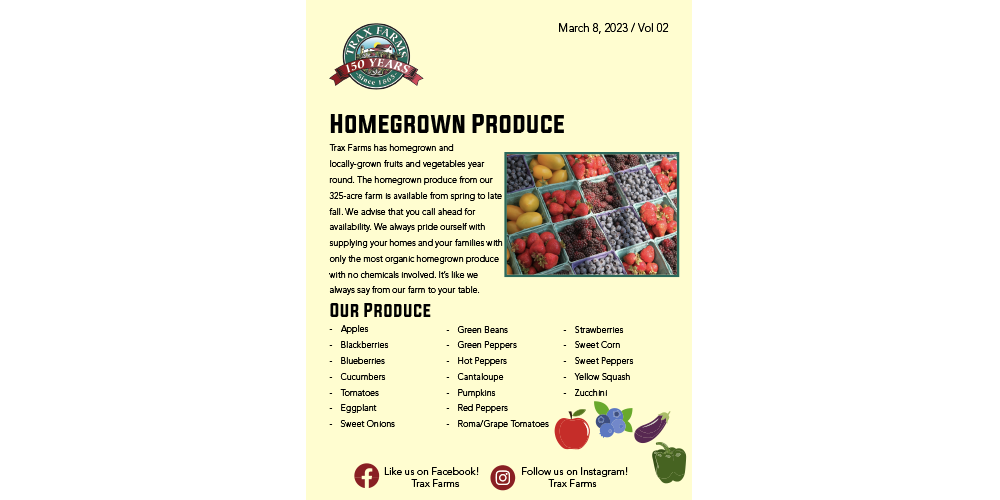 March 8, 2023 / Vol 02
TRAX FARMS
150 YEARS
Since 1865
Homegrown Produce
Trax Farms has homegrown and
locally-grown fruits and vegetables year
round. The homegrown produce from our
325-acre farm is available from spring to late
fall. We advise that you call ahead for
availability. We always pride ourself with
supplying your homes and your families with
only the most organic homegrown produce
with no chemicals involved. It's like we
always say from our farm to your table.
Our Produce
- Apples
- Blackberries
- Blueberries
- Cucumbers
- Tomatoes
- Eggplant
- Sweet Onions
- Green Beans
- Green Peppers
- Hot Peppers
- Cantaloupe
- Pumpkins
- Red Peppers
- Roma/Grape Tomatoes
- Strawberries
- Sweet Corn
- Sweet Peppers
- Yellow Squash
- Zucchini
Like us on Facebook!
Trax Farms
Follow us on Instagram!
Trax Farms